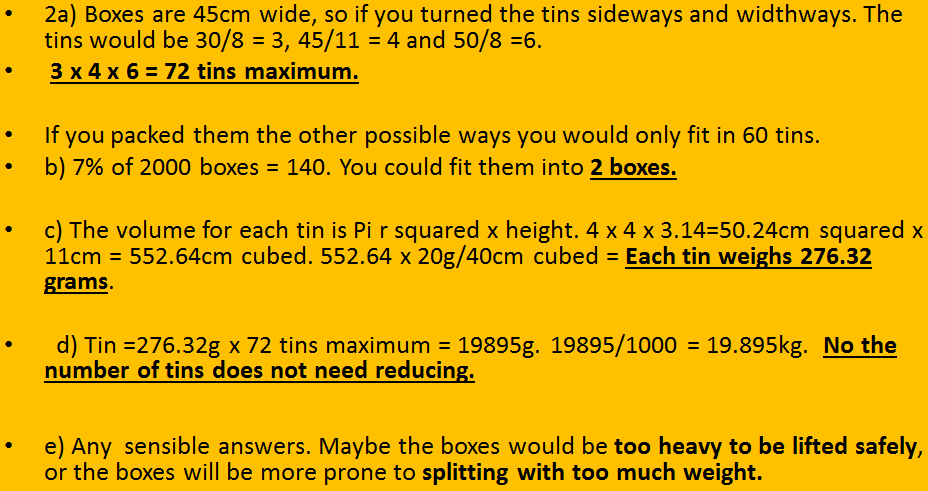 • 2a) Boxes are 45cm wide, so if you turned the tins sideways and widthways. The
tins would be 30/8 = 3, 45/11 = 4 and 50/8 =6.
• 3 x 4 x 6 = 72 tins maximum.
• If you packed them the other possible ways you would only fit in 60 tins.
• b) 7% of 2000 boxes = 140. You could fit them into 2 boxes.
• c) The volume for each tin is Pi r squared x height. 4 x 4 x 3.14=50.24cm squared x
11cm = 552.64cm cubed. 552.64 x 20g/40cm cubed = Each tin weighs 276.32
grams.
• d) Tin =276.32g x 72 tins maximum = 19895g. 19895/1000 = 19.895kg. No the
number of tins does not need reducing.
• e) Any sensible answers. Maybe the boxes would be too heavy to be lifted safely,
or the boxes will be more prone to splitting with too much weight.